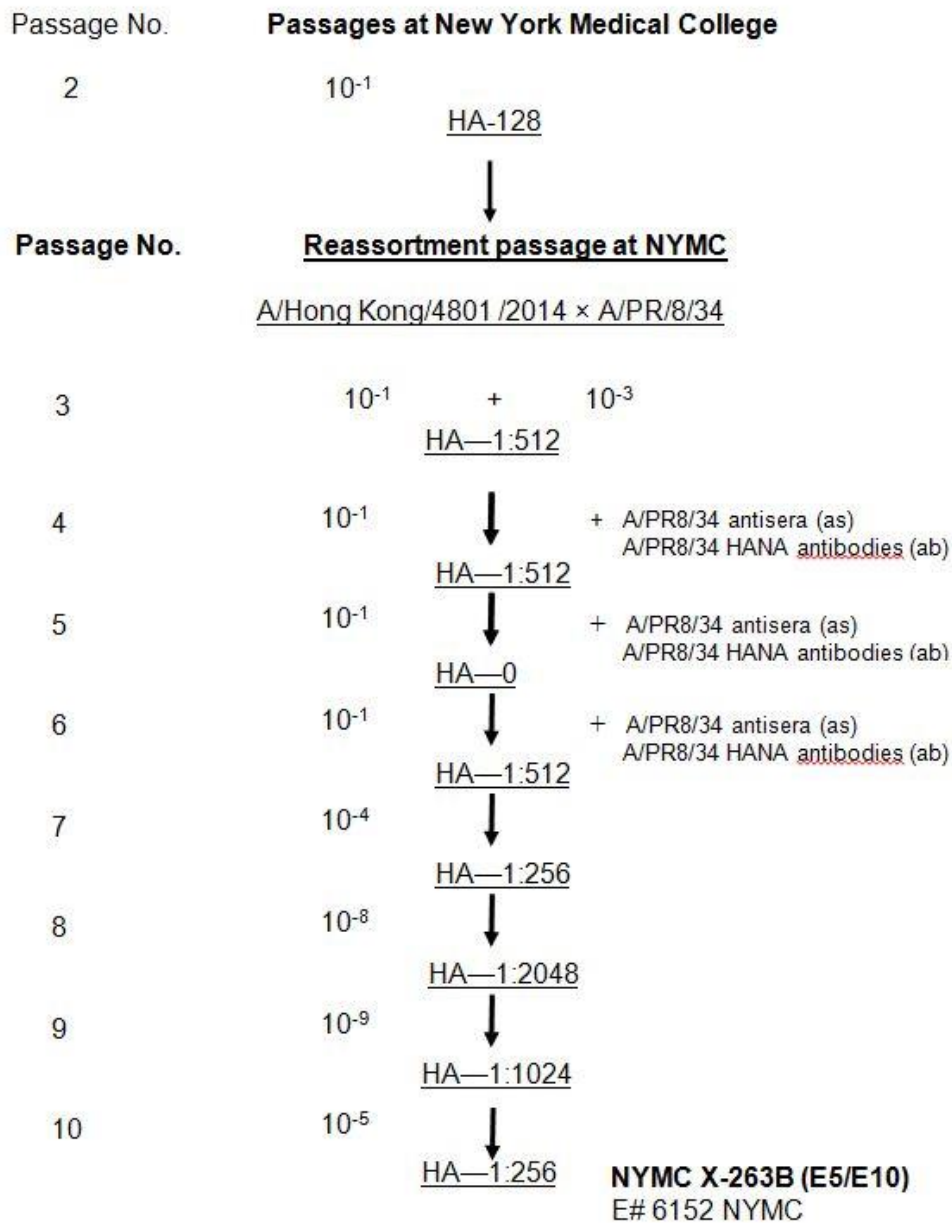 Passage No. Passages at New York Medical College
2 10⁻¹
HA-128
Passage No. Reassortment passage at NYMC
A/Hong Kong/4801 /2014 × A/PR/8/34
3 10⁻¹ + 10⁻³
HA—1:512
4 10⁻¹ + A/PR8/34 antisera (as)
A/PR8/34 HANA antibodies (ab)
HA—1:512
5 10⁻¹ + A/PR8/34 antisera (as)
A/PR8/34 HANA antibodies (ab)
HA—0
6 10⁻¹ + A/PR8/34 antisera (as)
A/PR8/34 HANA antibodies (ab)
HA—1:512
7 10⁻⁴
HA—1:256
8 10⁻⁸
HA—1:2048
9 10⁻⁹
HA—1:1024
10 10⁻⁵
HA—1:256 NYMC X-263B (E5/E10)
E# 6152 NYMC